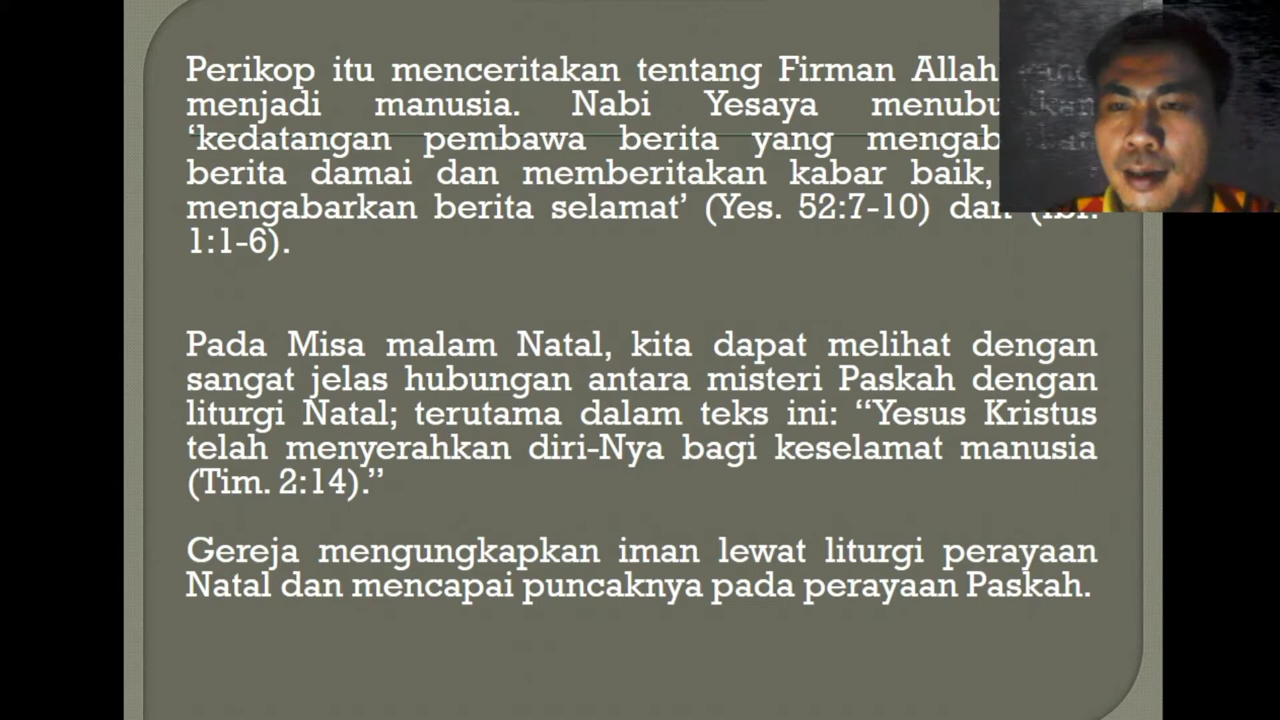 Perikop itu menceritakan tentang Firman Allah
menjadi manusia. Nabi Yesaya
‘kedatangan pembawa berita yang
berita damai dan memberitakan kabar baik,
mengabarkan berita selamat’ (Yes. 52:7-10) dan
1:1-6).
Pada Misa malam Natal, kita dapat melihat dengan
sangat jelas hubungan antara misteri Paskah dengan
liturgi Natal; terutama dalam teks ini: “Yesus Kristus
telah menyerahkan diri-Nya bagi keselamat manusia
(Tim. 2:14).”
Gereja mengungkapkan iman lewat liturgi perayaan
Natal dan mencapai puncaknya pada perayaan Paskah.